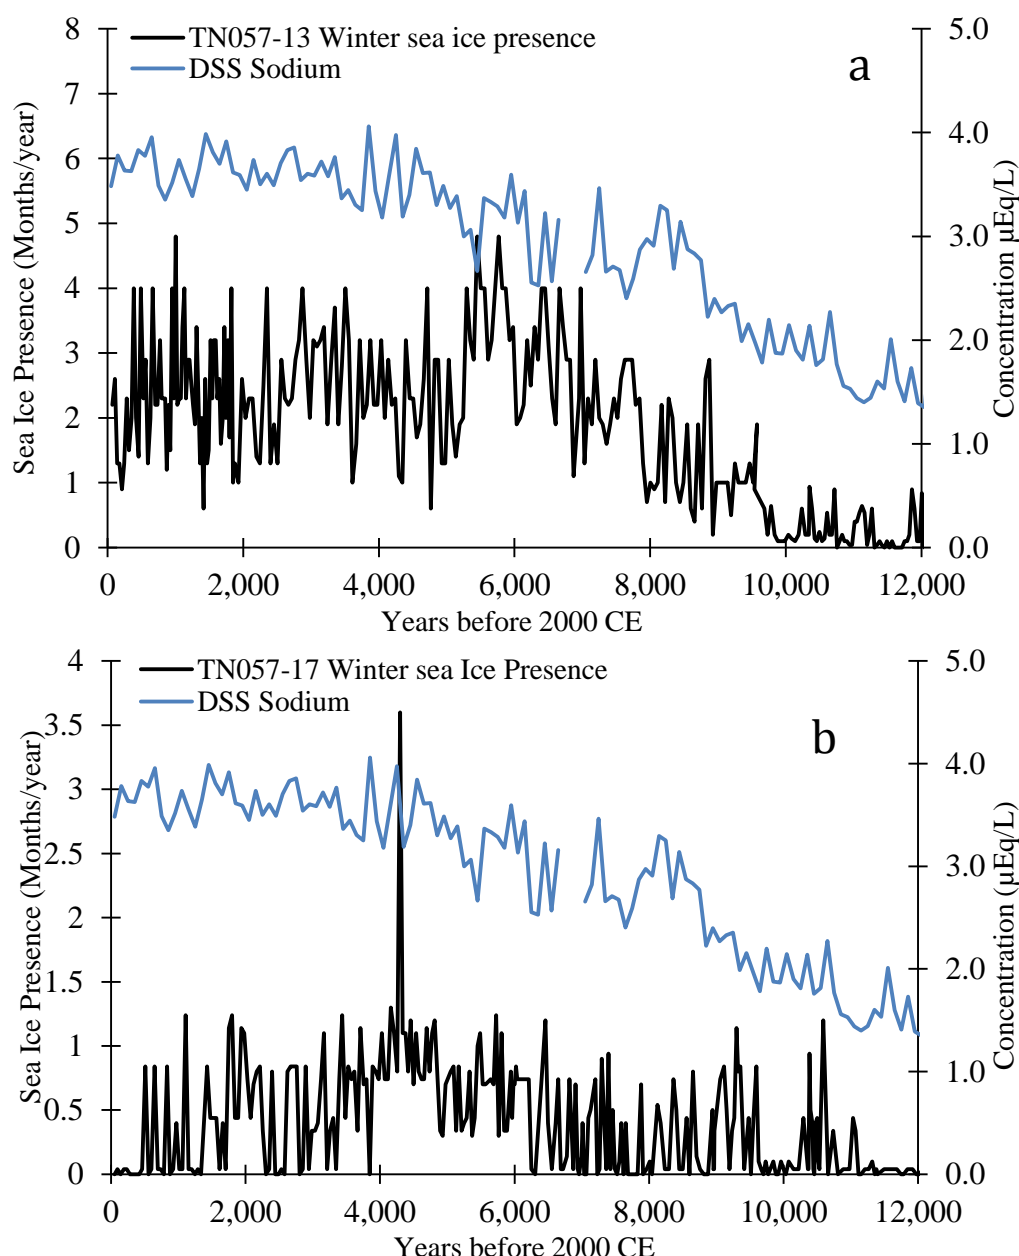 TN057-13 Winter sea ice presence
DSS Sodium
a
Sea Ice Presence (Months/year)
8
7
6
5
4
3
2
1
0
5.0
4.0
3.0
2.0
1.0
0.0
Concentration µEq/L)
0 2,000 4,000 6,000 8,000 10,000 12,000
Years before 2000 CE
TN057-17 Winter sea Ice Presence
DSS Sodium
b
Sea Ice Presence (Months/year)
4
3.5
3
2.5
2
1.5
1
0.5
0
5.0
4.0
3.0
2.0
1.0
0.0
Concentration (µEq/L)
0 2,000 4,000 6,000 8,000 10,000 12,000
Years before 2000 CE